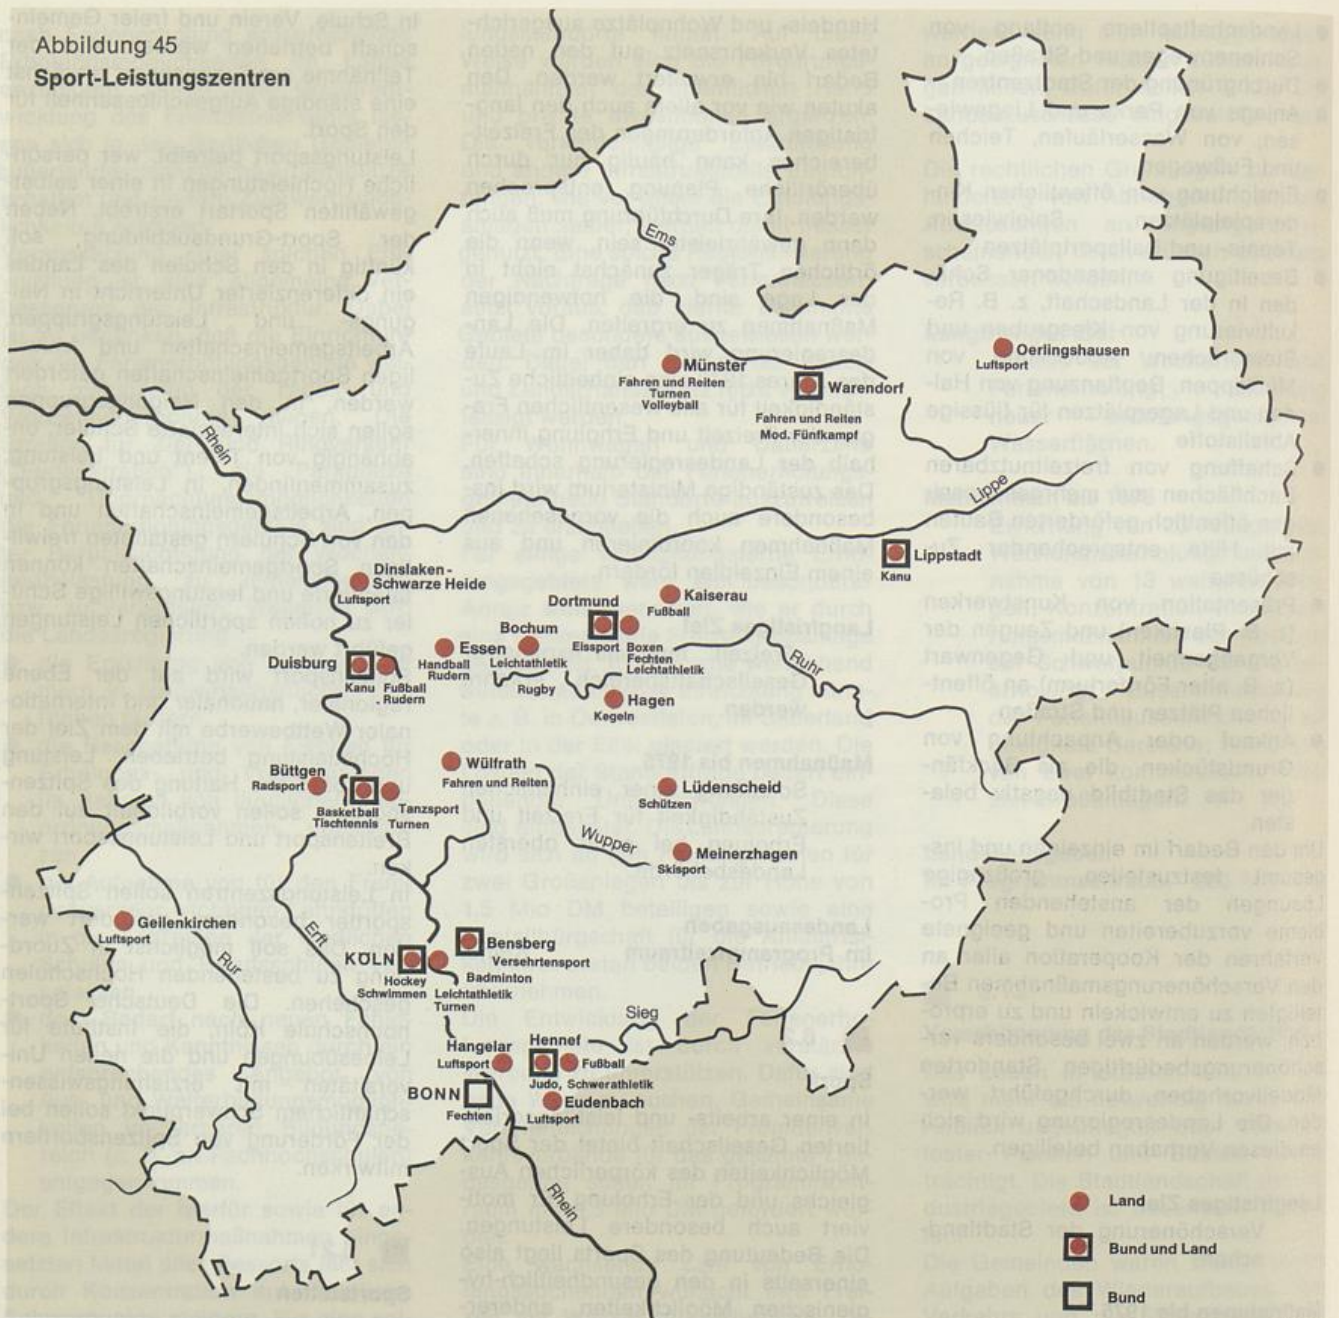 Abbildung 45
Sport-Leistungszentren
Ems
Oerlingshausen
Luftsport
Münster
Fahren und Reiten
Turnen
Volleyball
Warendorf
Fahren und Reiten
Mod. Fünfkampf
Rhein
Lippe
Lippstadt
Kanu
Dinslaken-
Schwarze Heide
Luftsport
Kaiserau
Fußball
Dortmund
Eissport
Boxen
Fechten
Leichtathletik
Bochum
Leichtathletik
Rugby
Essen
Handball
Rudern
Duisburg
Kanu
Fußball
Rudern
Ruhr
Hagen
Kegeln
Wülfrath
Fahren und Reiten
Büttgen
Radsport
Basketball
Tischtennis
Tanzsport
Turnen
Lüdenscheid
Schützen
Wupper
Meinerzhagen
Skisport
Geilenkirchen
Luftsport
Rur
Erft
KÖLN
Hockey
Schwimmen
Leichtathletik
Turnen
Bensberg
Versehrtensport
Badminton
Sieg
Hangelar
Luftsport
Hennef
Fußball
Judo, Schwerathletik
BONN
Fechten
Eudenbach
Luftsport
Rhein
Land
Bund und Land
Bund